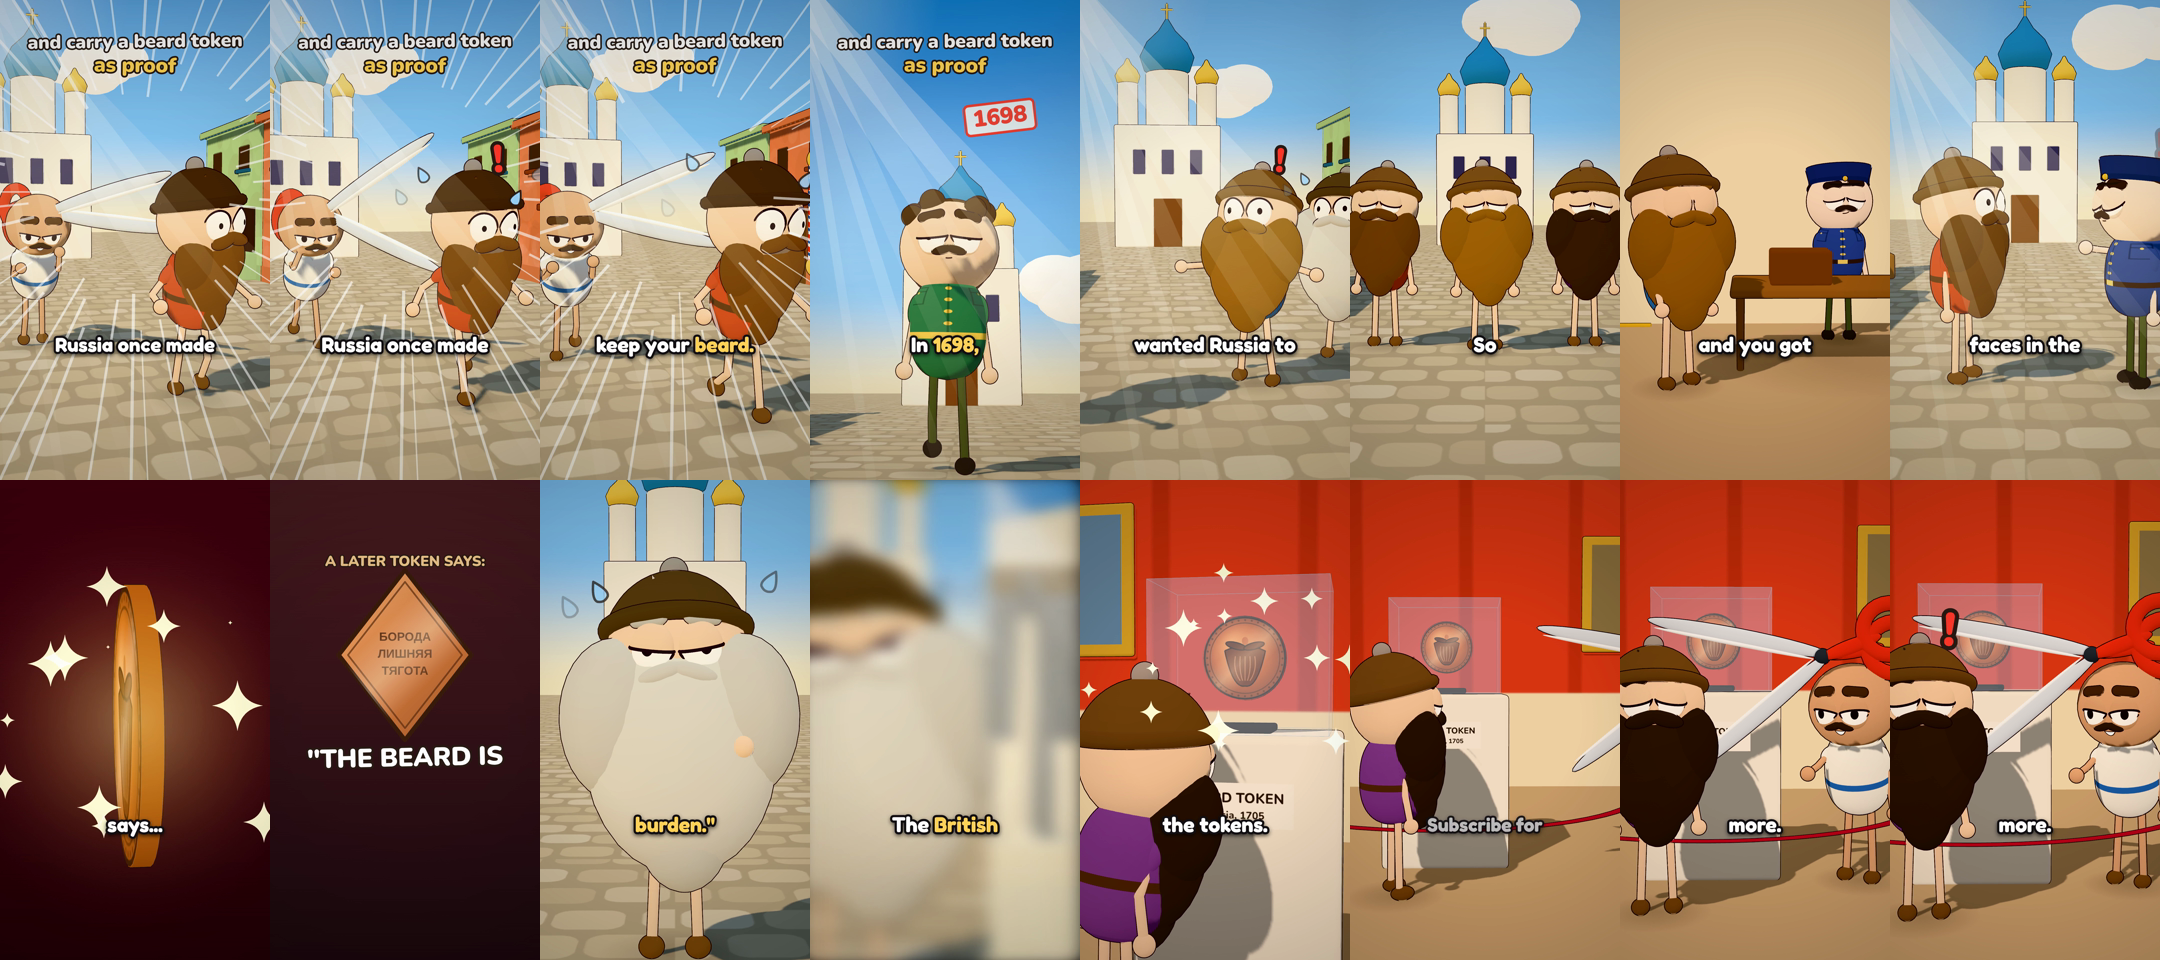 and carry a beard token
as proof
Russia once made
and carry a beard token
as proof
Russia once made
and carry a beard token
as proof
keep your beard.
and carry a beard token
as proof
1698
In 1698,
wanted Russia to
So
and you got
faces in the
says...
A LATER TOKEN SAYS:
БОРОДА
ЛИШНЯЯ
ТЯГОТА
"THE BEARD IS
burden."
The British
D TOKEN
ia, 1705
the tokens.
TOKEN
1705
Subscribe for
more.
more.